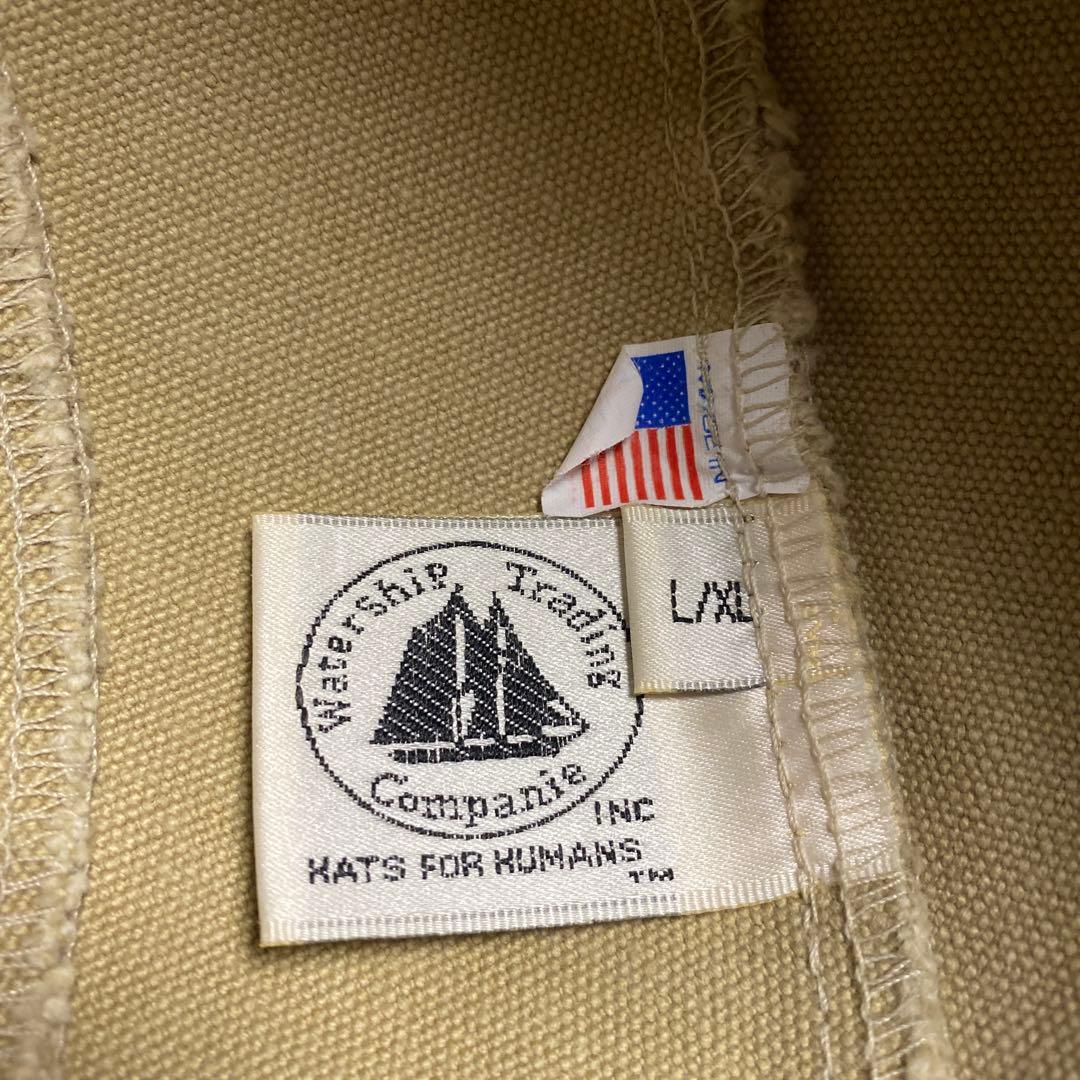 L/XL
Watership Trading
Companie
INC
HATS FOR HUMANS
TM